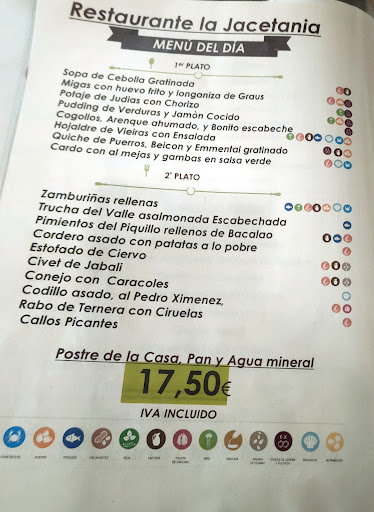 Restaurante la Jacetania
MENÚ DEL DÍA
1er PLATO
Sopa de Cebolla Gratinada
Migas con huevo frito y longaniza de Graus
Potaje de Judias con Chorizo
Pudding de Verduras y Jamòn Cocido
Cogollos, Arenque ahumado, y Bonito escabeche
Hojaldre de Vieiras con Ensalada
Quiche de Puerros, Beicon y Emmental gratinado
Cardo con al mejas y gambas en salsa verde
2º PLATO
Zamburiñas rellenas
Trucha del Valle asalmonada Escabechada
Pimientos del Piquillo rellenos de Bacalao
Cordero asado con patatas a lo pobre
Estofado de Ciervo
Civet de Jabali
Conejo con Caracoles
Codillo asado, al Pedro Ximenez,
Rabo de Ternera con Ciruelas
Callos Picantes
Postre de la Casa, Pan y Agua mineral
17,50€
IVA INCLUIDO